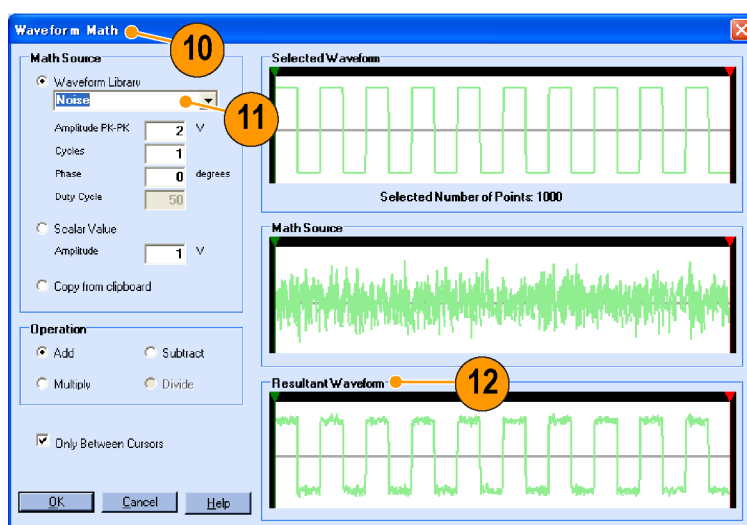 Waveform Math
10
Math Source
Waveform Library
Noise
11
Amplitude PK-PK 2 V
Cycles 1
Phase 0 degrees
Duty Cycle 50
Scalar Value
Amplitude 1 V
Copy from clipboard
Operation
Add Subtract
Multiply Divide
Only Between Cursors
OK Cancel Help
Selected Waveform
Selected Number of Points: 1000
Math Source
Resultant Waveform
12